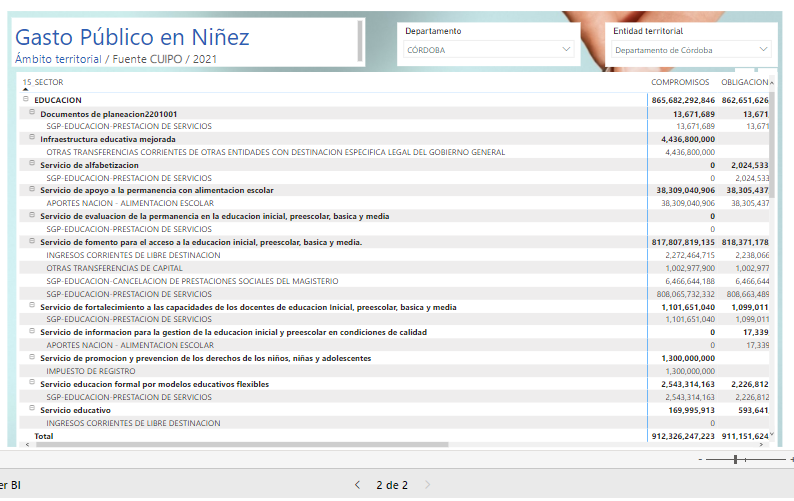 Gasto Público en Niñez
Ámbito territorial / Fuente CUIPO / 2021
Departamento
CÓRDOBA
Entidad territorial
Departamento de Córdoba
15 SECTOR COMPROMISOS OBLIGACION
EDUCACION 865,682,292,846 862,651,626
Documentos de planeacion2201001 13,671,689 13,671
SGP-EDUCACION-PRESTACION DE SERVICIOS 13,671,689 13,671
Infraestructura educativa mejorada 4,436,800,000
OTRAS TRANSFERENCIAS CORRIENTES DE OTRAS ENTIDADES CON DESTINACION ESPECIFICA LEGAL DEL GOBIERNO GENERAL 4,436,800,000
Servicio de alfabetizacion 0 2,024,533
SGP-EDUCACION-PRESTACION DE SERVICIOS 0 2,024,533
Servicio de apoyo a la permanencia con alimentacion escolar 38,309,040,906 38,305,437
APORTES NACION - ALIMENTACION ESCOLAR 38,309,040,906 38,305,437
Servicio de evaluacion de la permanencia en la educacion inicial, preescolar, basica y media 0
SGP-EDUCACION-PRESTACION DE SERVICIOS 0
Servicio de fomento para el acceso a la educacion inicial, preescolar, basica y media. 817,807,819,135 818,371,178
INGRESOS CORRIENTES DE LIBRE DESTINACION 2,272,464,715 2,238,066
OTRAS TRANSFERENCIAS DE CAPITAL 1,002,977,900 1,002,977
SGP-EDUCACION-CANCELACION DE PRESTACIONES SOCIALES DEL MAGISTERIO 6,466,644,188 6,466,644
SGP-EDUCACION-PRESTACION DE SERVICIOS 808,065,732,332 808,663,489
Servicio de fortalecimiento a las capacidades de los docentes de educacion Inicial, preescolar, basica y media 1,101,651,040 1,099,011
SGP-EDUCACION-PRESTACION DE SERVICIOS 1,101,651,040 1,099,011
Servicio de informacion para la gestion de la educacion inicial y preescolar en condiciones de calidad 0 17,339
APORTES NACION - ALIMENTACION ESCOLAR 0 17,339
Servicio de promocion y prevencion de los derechos de los niños, niñas y adolescentes 1,300,000,000
IMPUESTO DE REGISTRO 1,300,000,000
Servicio educacion formal por modelos educativos flexibles 2,543,314,163 2,226,812
SGP-EDUCACION-PRESTACION DE SERVICIOS 2,543,314,163 2,226,812
Servicio educativo 169,995,913 593,641
INGRESOS CORRIENTES DE LIBRE DESTINACION 0
Total 912,326,247,223 911,151,624
er BI
2 de 2